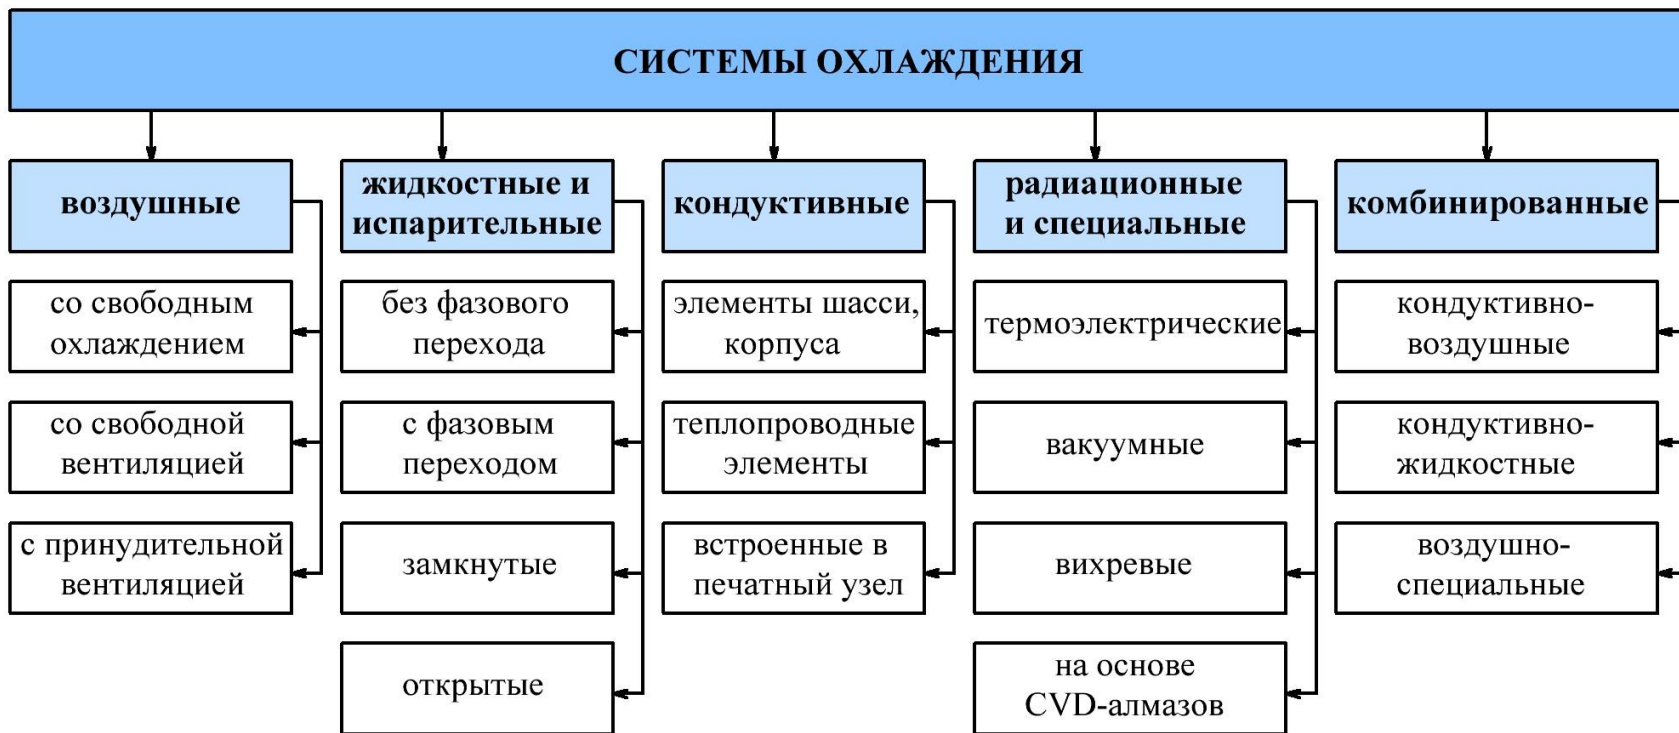 СИСТЕМЫ ОХЛАЖДЕНИЯ
воздушные
со свободным
охлаждением
со свободной
вентиляцией
с принудительной
вентиляцией
жидкостные и
испарительные
без фазового
перехода
с фазовым
переходом
замкнутые
открытые
кондуктивные
элементы шасси,
корпуса
теплопроводные
элементы
встроенные в
печатный узел
радиационные
и специальные
термоэлектрические
вакуумные
вихревые
на основе
CVD-алмазов
комбинированные
кондуктивно-
воздушные
кондуктивно-
жидкостные
воздушно-
специальные